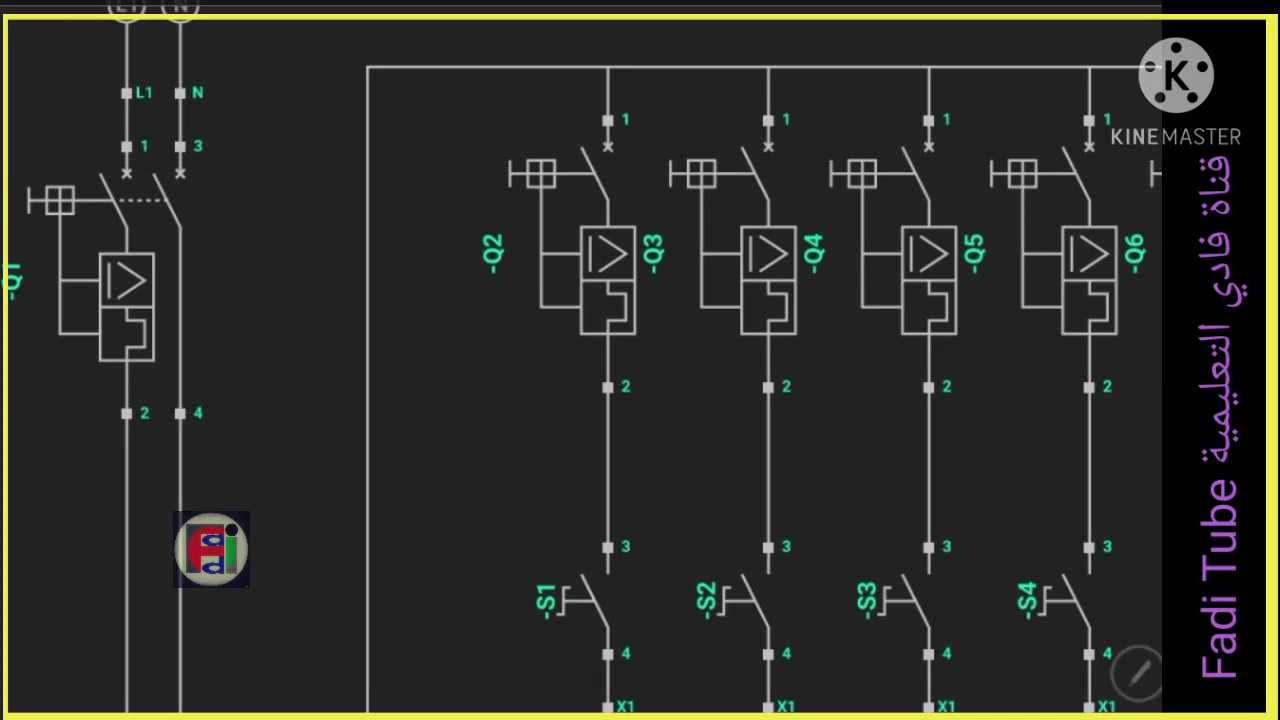 L1 N
L1 N
1 3
-Q1
2 4
1 1 1 1
-Q2 -Q3 -Q4 -Q5 -Q6
2 2 2 2
3 3 3 3
-S1 -S2 -S3 -S4
4 4 4 4
X1 X1 X1 X1
K
KINEMASTER
Fadi Tube قناة فادي التعليمية